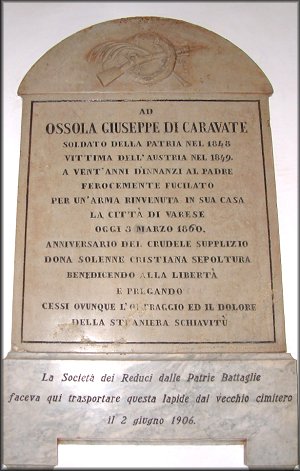 AD
OSSOLA GIUSEPPE DI CARAVATE
SOLDATO DELLA PATRIA NEL 1848
VITTIMA DELL'AUSTRIA NEL 1849.
A VENT'ANNI D'INNANZI AL PADRE
FEROCEMENTE FUCILATO
PER UN'ARMA RINVENUTA IN SUA CASA
LA CITTÀ DI VARESE
OGGI 8 MARZO 1860.
ANNIVERSARIO DEL CRUDELE SUPPLIZIO
DONA SOLENNE CRISTIANA SEPOLTURA
BENEDICENDO ALLA LIBERTÀ
E PREGANDO
CESSI OVUNQUE L'OLTRAGGIO ED IL DOLORE
DELLA STRANIERA SCHIAVITÙ
La Società dei Reduci dalle Patrie Battaglie
faceva qui trasportare questa lapide dal vecchio cimitero
il 2 giugno 1906.